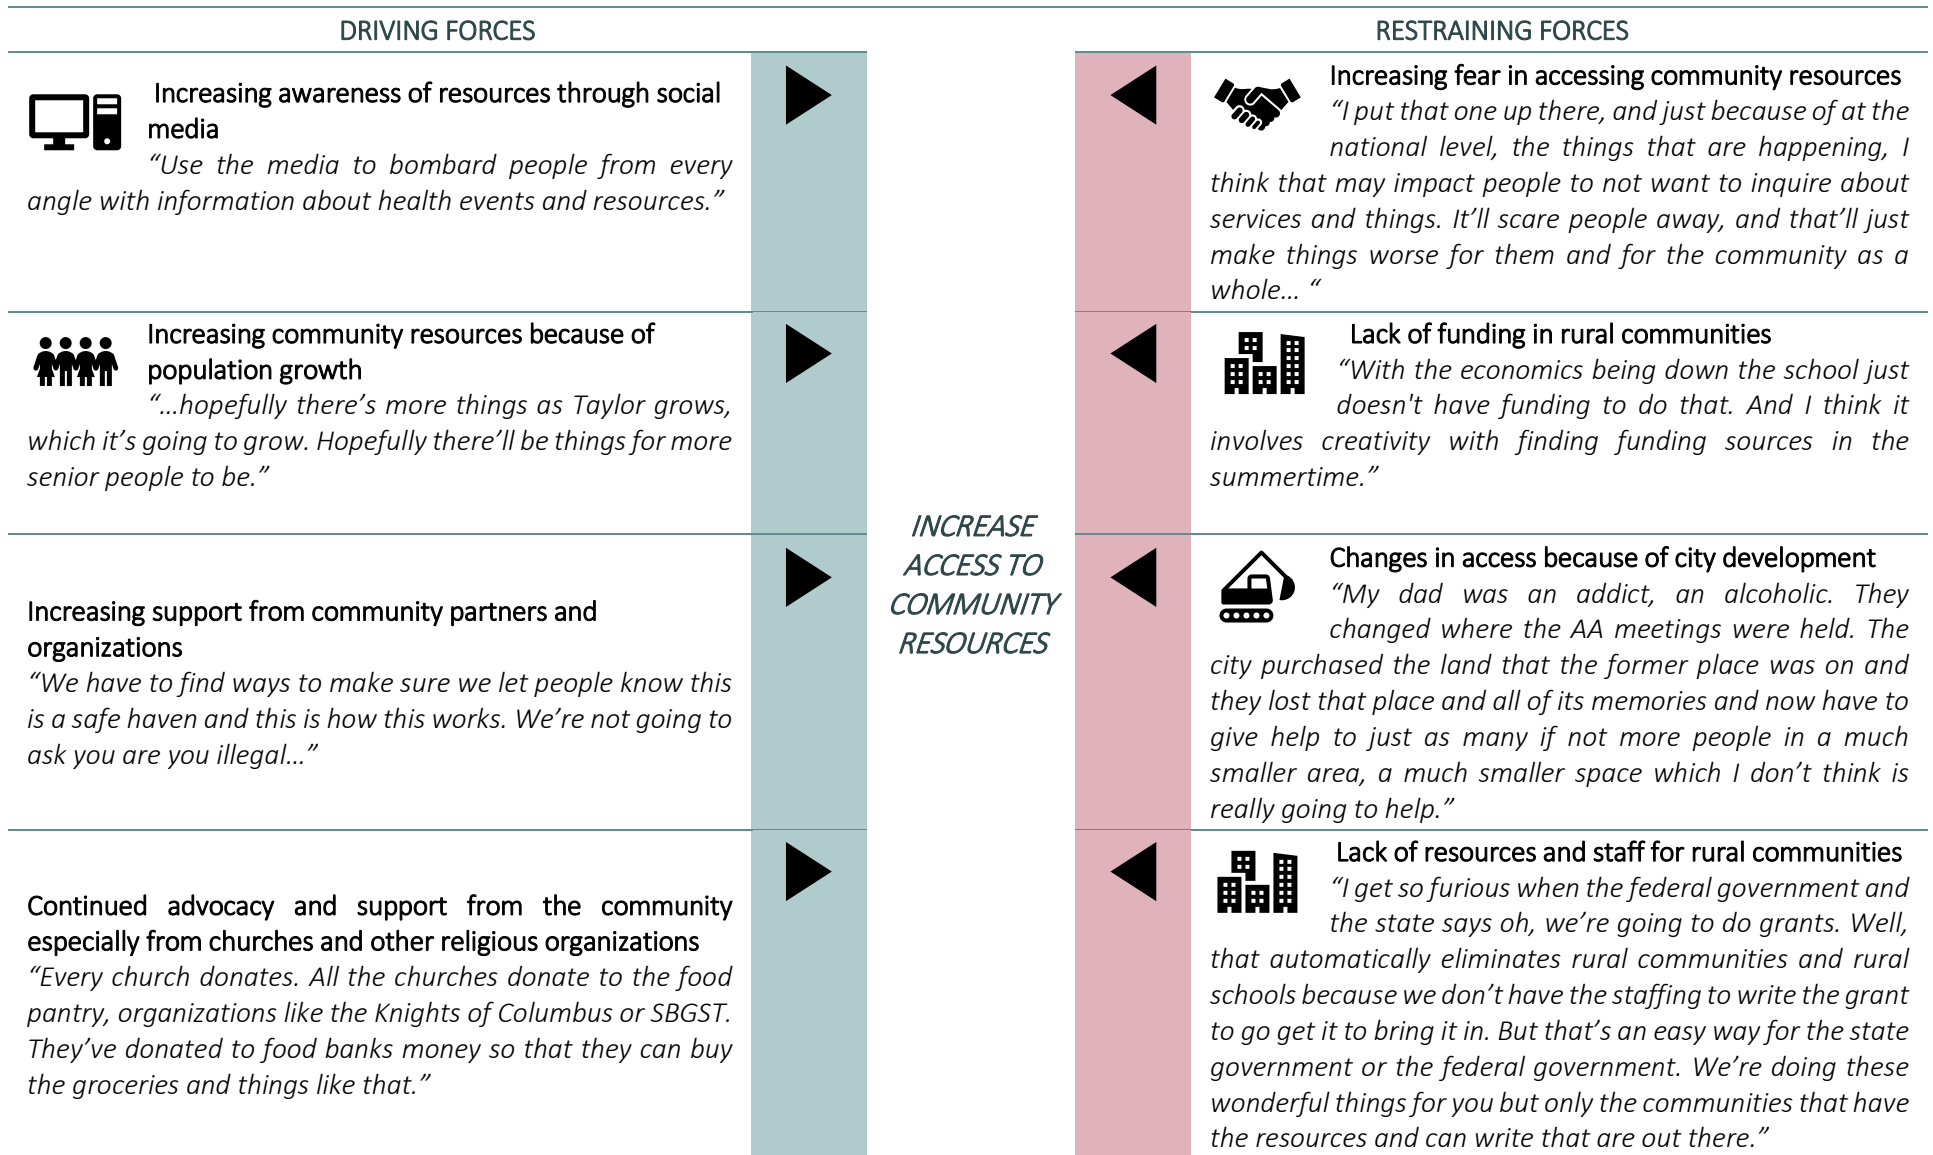 DRIVING FORCES
Increasing awareness of resources through social
media
“Use the media to bombard people from every
angle with information about health events and resources.”
Increasing community resources because of
population growth
“…hopefully there’s more things as Taylor grows,
which it’s going to grow. Hopefully there’ll be things for more
senior people to be.”
Increasing support from community partners and
organizations
“We have to find ways to make sure we let people know this
is a safe haven and this is how this works. We’re not going to
ask you are you illegal…”
Continued advocacy and support from the community
especially from churches and other religious organizations
“Every church donates. All the churches donate to the food
pantry, organizations like the Knights of Columbus or SBGST.
They’ve donated to food banks money so that they can buy
the groceries and things like that.”
INCREASE
ACCESS TO
COMMUNITY
RESOURCES
RESTRAINING FORCES
Increasing fear in accessing community resources
“I put that one up there, and just because of at the
national level, the things that are happening, I
think that may impact people to not want to inquire about
services and things. It’ll scare people away, and that’ll just
make things worse for them and for the community as a
whole… “
Lack of funding in rural communities
“With the economics being down the school just
doesn't have funding to do that. And I think it
involves creativity with finding funding sources in the
summertime.”
Changes in access because of city development
“My dad was an addict, an alcoholic. They
changed where the AA meetings were held. The
city purchased the land that the former place was on and
they lost that place and all of its memories and now have to
give help to just as many if not more people in a much
smaller area, a much smaller space which I don’t think is
really going to help.”
Lack of resources and staff for rural communities
“I get so furious when the federal government and
the state says oh, we’re going to do grants. Well,
that automatically eliminates rural communities and rural
schools because we don’t have the staffing to write the grant
to go get it to bring it in. But that’s an easy way for the state
government or the federal government. We’re doing these
wonderful things for you but only the communities that have
the resources and can write that are out there.”